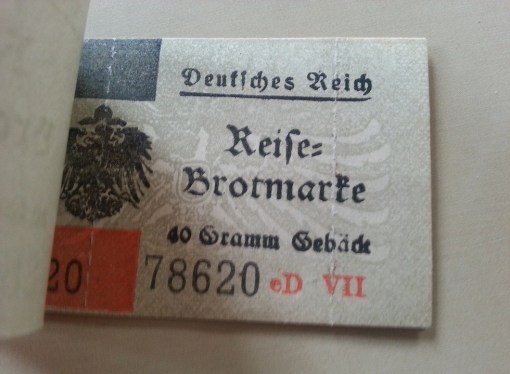 Deutsches Reich
Reise-
Brotmarke
40 Gramm Gebäck
20 78620 eD VII